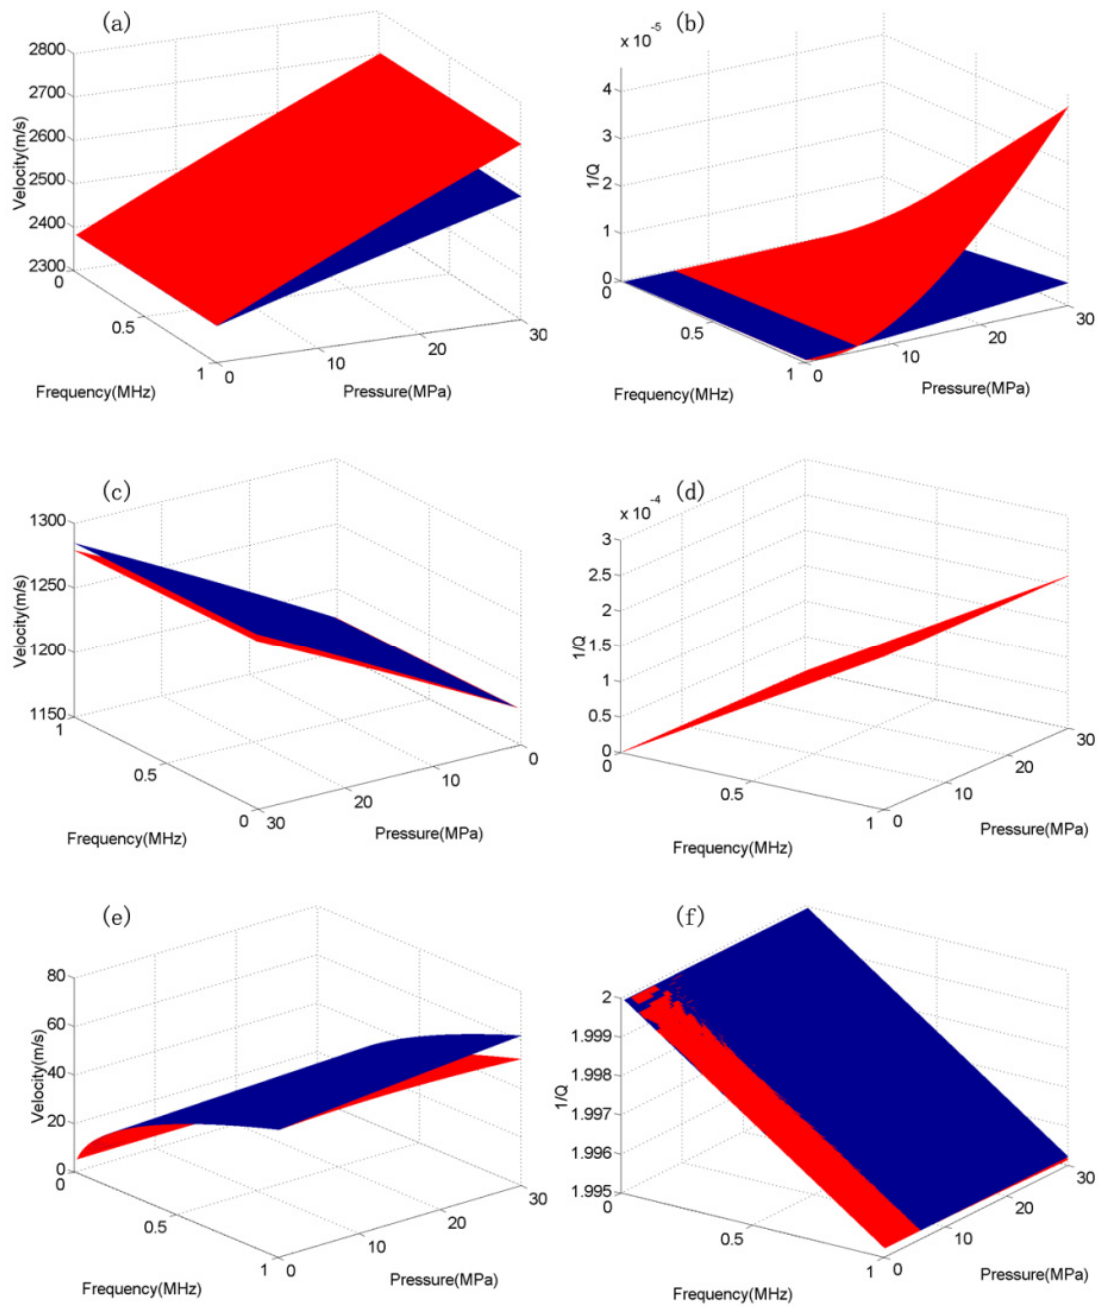 (a)
2800
2700
2600
2500
2400
2300
Velocity(m/s)
0
0.5
1
Frequency(MHz)
0
10
20
30
Pressure(MPa)
(b)
x 10-5
4
3
2
1
0
1/Q
0
0.5
1
Frequency(MHz)
0
10
20
30
Pressure(MPa)
(c)
1300
1250
1200
1150
Velocity(m/s)
1
0.5
0
Frequency(MHz)
30
20
10
0
Pressure(MPa)
(d)
x 10-4
3
2.5
2
1.5
1
0.5
0
1/Q
0
0.5
1
Frequency(MHz)
0
10
20
30
Pressure(MPa)
(e)
80
60
40
20
0
Velocity(m/s)
0
0.5
1
Frequency(MHz)
0
10
20
30
Pressure(MPa)
(f)
2
1.999
1.998
1.997
1.996
1.995
1/Q
0
0.5
1
Frequency(MHz)
0
10
20
30
Pressure(MPa)